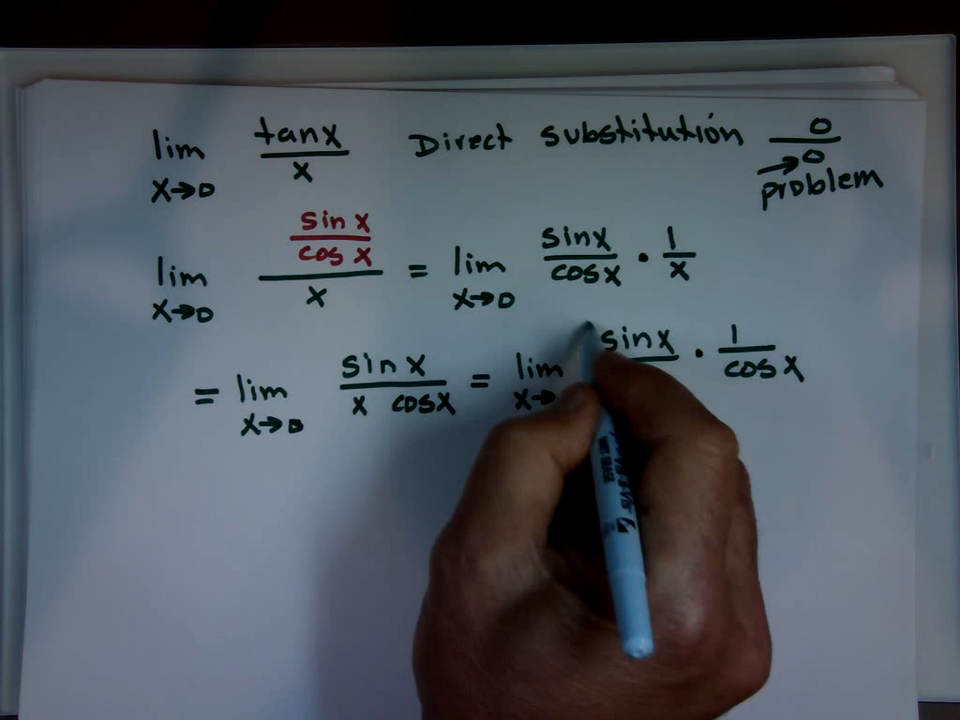 lim x→0 tanx/x Direct substitution 0/→0 problem
lim x→0 (sin x/cos x)/x = lim x→0 sinx/cosx · 1/x
= lim x→0 sin x/x cosx = lim x→ sinx · 1/cos x